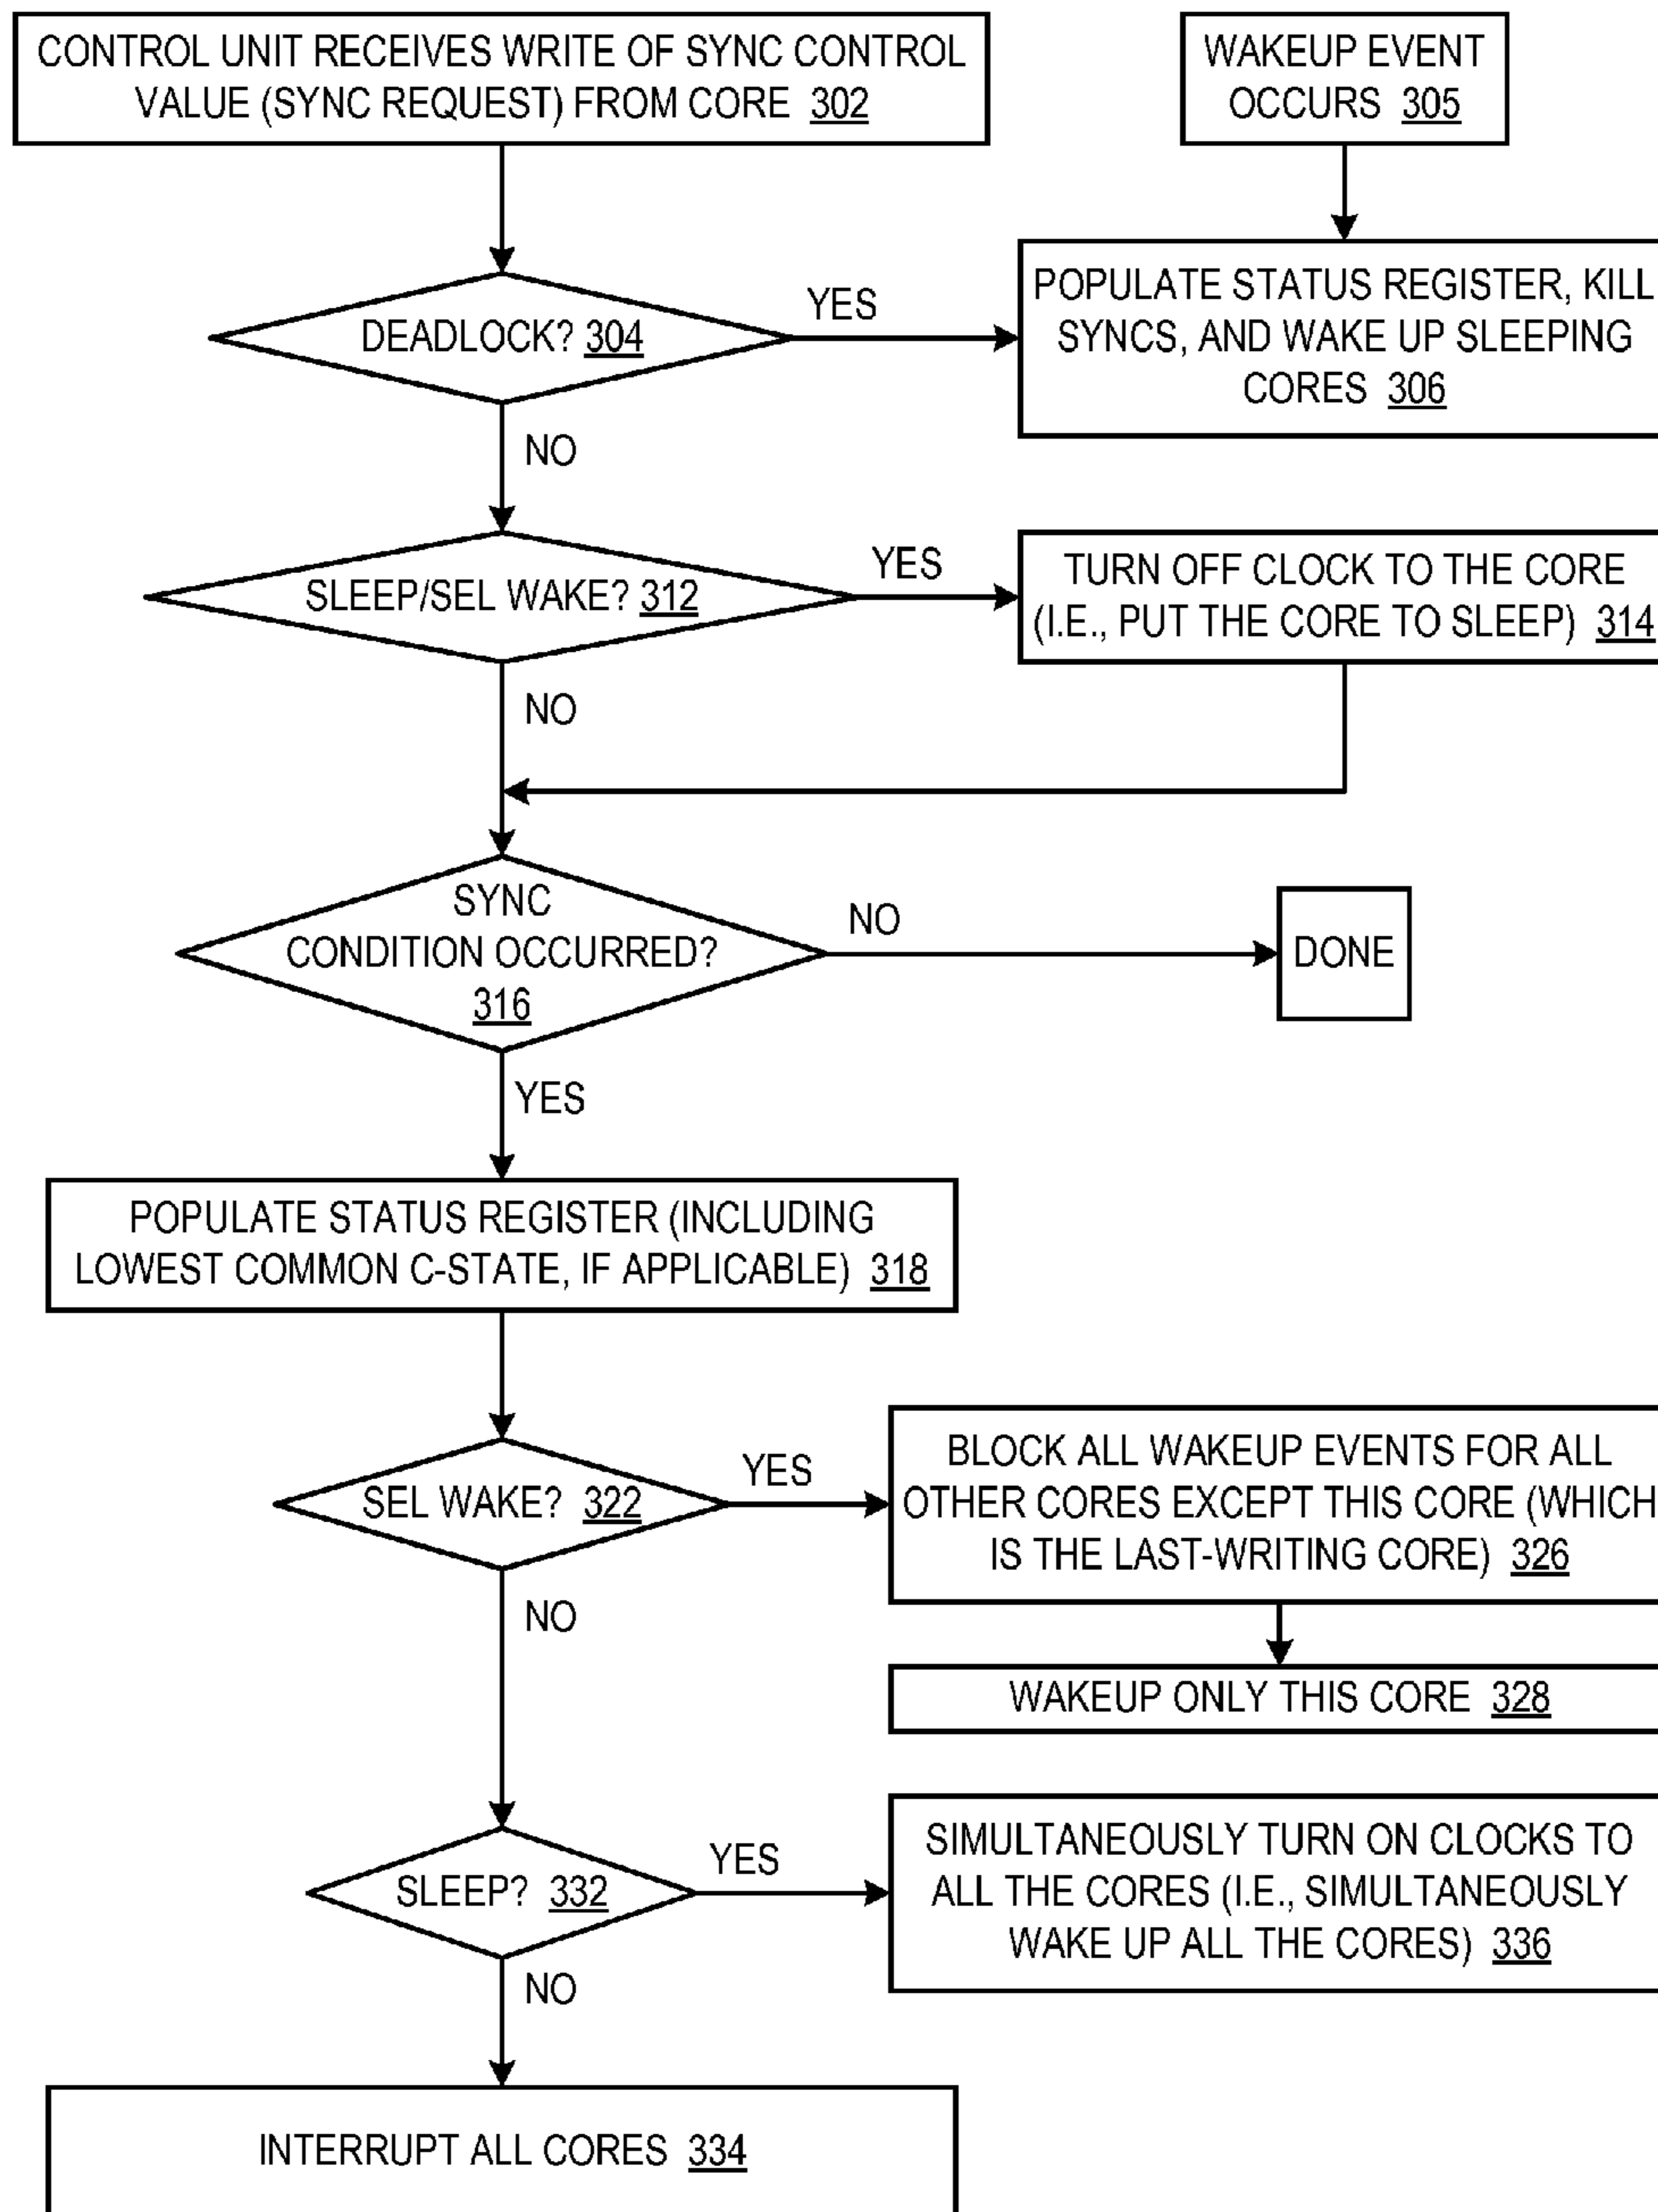 CONTROL UNIT RECEIVES WRITE OF SYNC CONTROL
VALUE (SYNC REQUEST) FROM CORE 302
WAKEUP EVENT
OCCURS 305
DEADLOCK? 304
YES
POPULATE STATUS REGISTER, KILL
SYNCS, AND WAKE UP SLEEPING
CORES 306
NO
SLEEP/SEL WAKE? 312
YES
TURN OFF CLOCK TO THE CORE
(I.E., PUT THE CORE TO SLEEP) 314
NO
SYNC
CONDITION OCCURRED?
316
NO
DONE
YES
POPULATE STATUS REGISTER (INCLUDING
LOWEST COMMON C-STATE, IF APPLICABLE) 318
SEL WAKE? 322
YES
BLOCK ALL WAKEUP EVENTS FOR ALL
OTHER CORES EXCEPT THIS CORE (WHICH
IS THE LAST-WRITING CORE) 326
NO
WAKEUP ONLY THIS CORE 328
SLEEP? 332
YES
SIMULTANEOUSLY TURN ON CLOCKS TO
ALL THE CORES (I.E., SIMULTANEOUSLY
WAKE UP ALL THE CORES) 336
NO
INTERRUPT ALL CORES 334